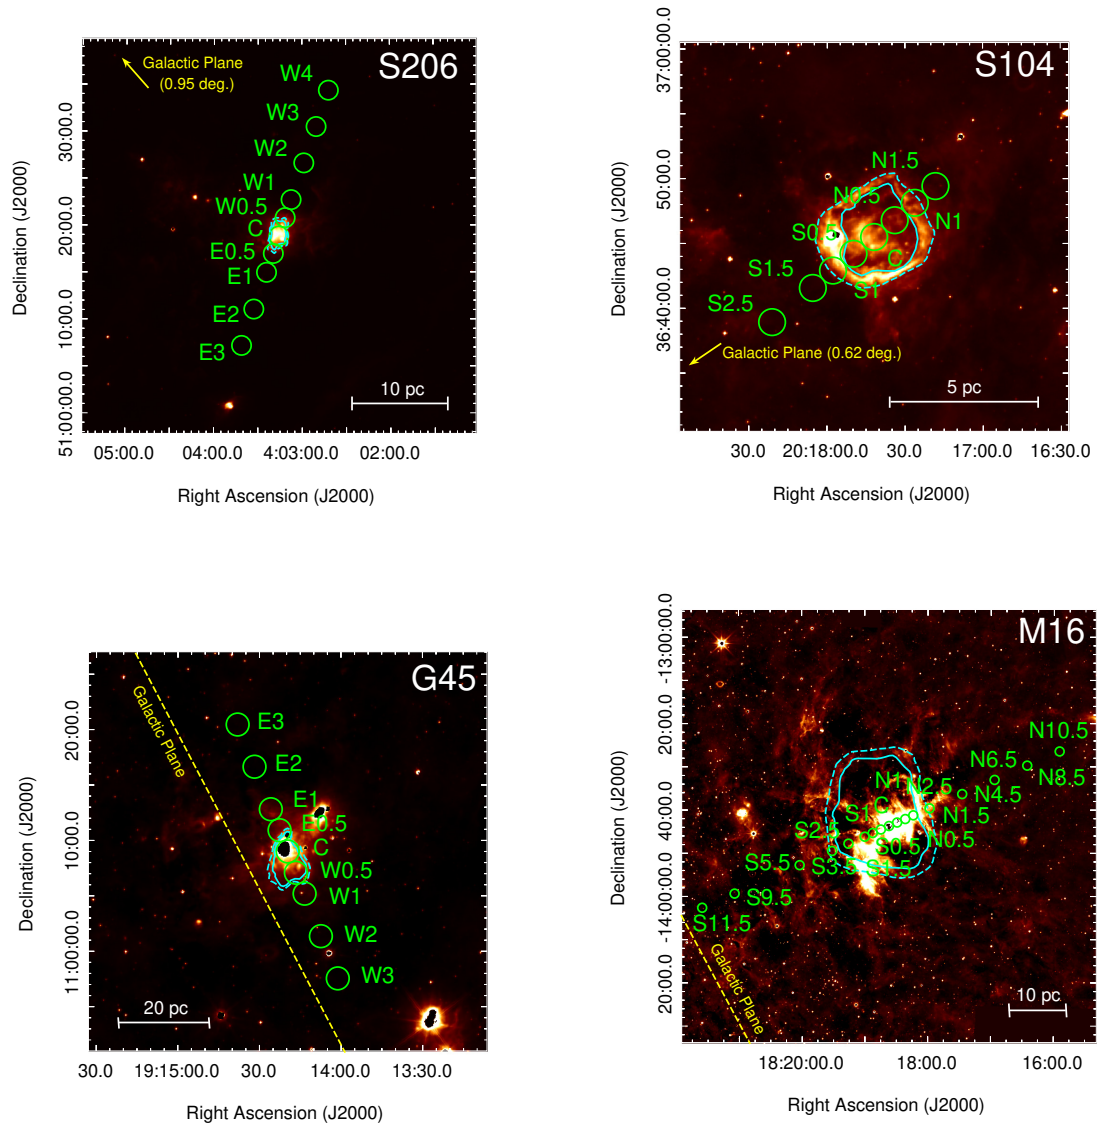 S206
Galactic Plane
(0.95 deg.)
W4
W3
W2
W1
W0.5
C
E0.5
E1
E2
E3
10 pc
Declination (J2000)
30:00.0
20:00.0
10:00.0
51:00:00.0
05:00.0 04:00.0 4:03:00.0 02:00.0
Right Ascension (J2000)
S104
N1.5
N0.5
N1
S0.5
C
S1.5
S1
S2.5
Galactic Plane (0.62 deg.)
5 pc
Declination (J2000)
37:00:00.0
50:00.0
36:40:00.0
30.0 20:18:00.0 30.0 17:00.0 16:30.0
Right Ascension (J2000)
G45
Galactic Plane
E3
E2
E1
E0.5
C
W0.5
W1
W2
W3
20 pc
Declination (J2000)
20:00.0
10:00.0
11:00:00.0
30.0 19:15:00.0 30.0 14:00.0 13:30.0
Right Ascension (J2000)
M16
N10.5
N6.5
N8.5
N4.5
N2.5
N1
N1.5
C
S1
N0.5
S2.5
S0.5
S5.5
S3.5
S1.5
S9.5
S11.5
Galactic Plane
10 pc
Declination (J2000)
-13:00:00.0
20:00.0
40:00.0
-14:00:00.0
20:00.0
18:20:00.0 18:00.0 16:00.0
Right Ascension (J2000)